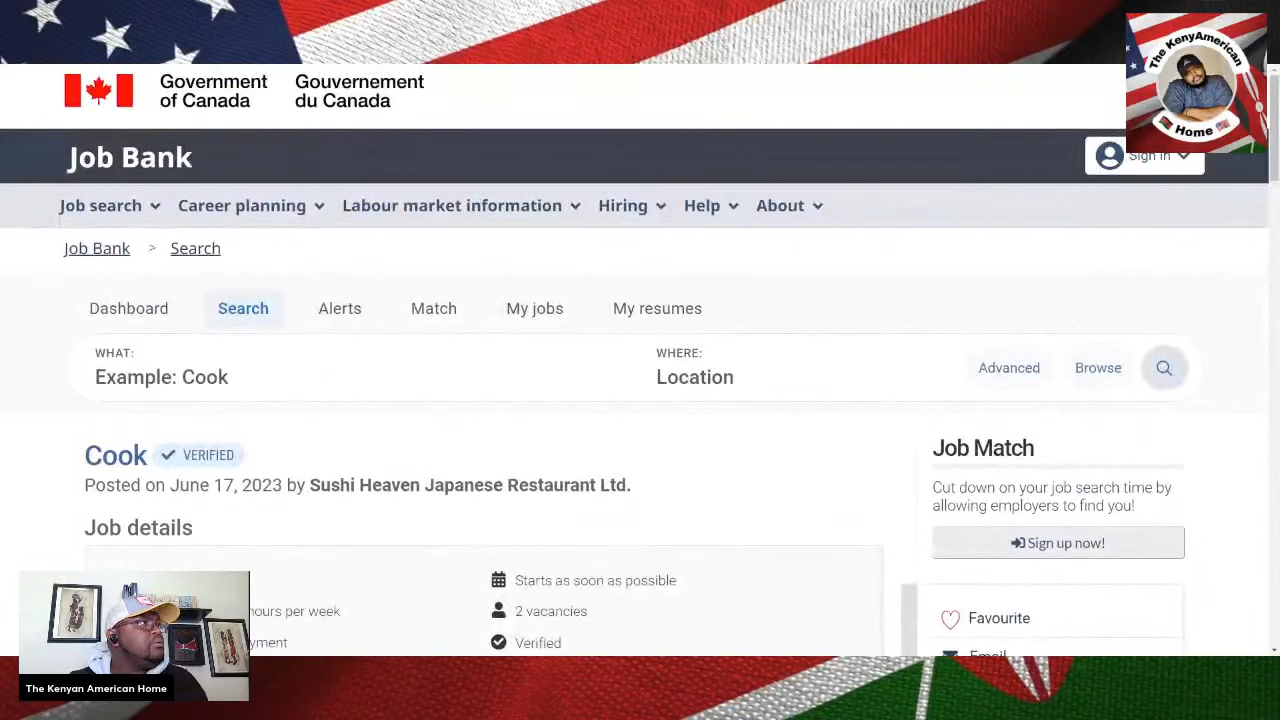 The KenyAmerican
Home
Government of Canada
Gouvernement du Canada
Job Bank
Sign in
Job search
Career planning
Labour market information
Hiring
Help
About
Job Bank > Search
Dashboard
Search
Alerts
Match
My jobs
My resumes
WHAT:
Example: Cook
WHERE:
Location
Advanced
Browse
Cook VERIFIED
Posted on June 17, 2023 by Sushi Heaven Japanese Restaurant Ltd.
Job details
Starts as soon as possible
hours per week
2 vacancies
Verified
Job Match
Cut down on your job search time by
allowing employers to find you!
Sign up now!
Favourite
Email
The Kenyan American Home